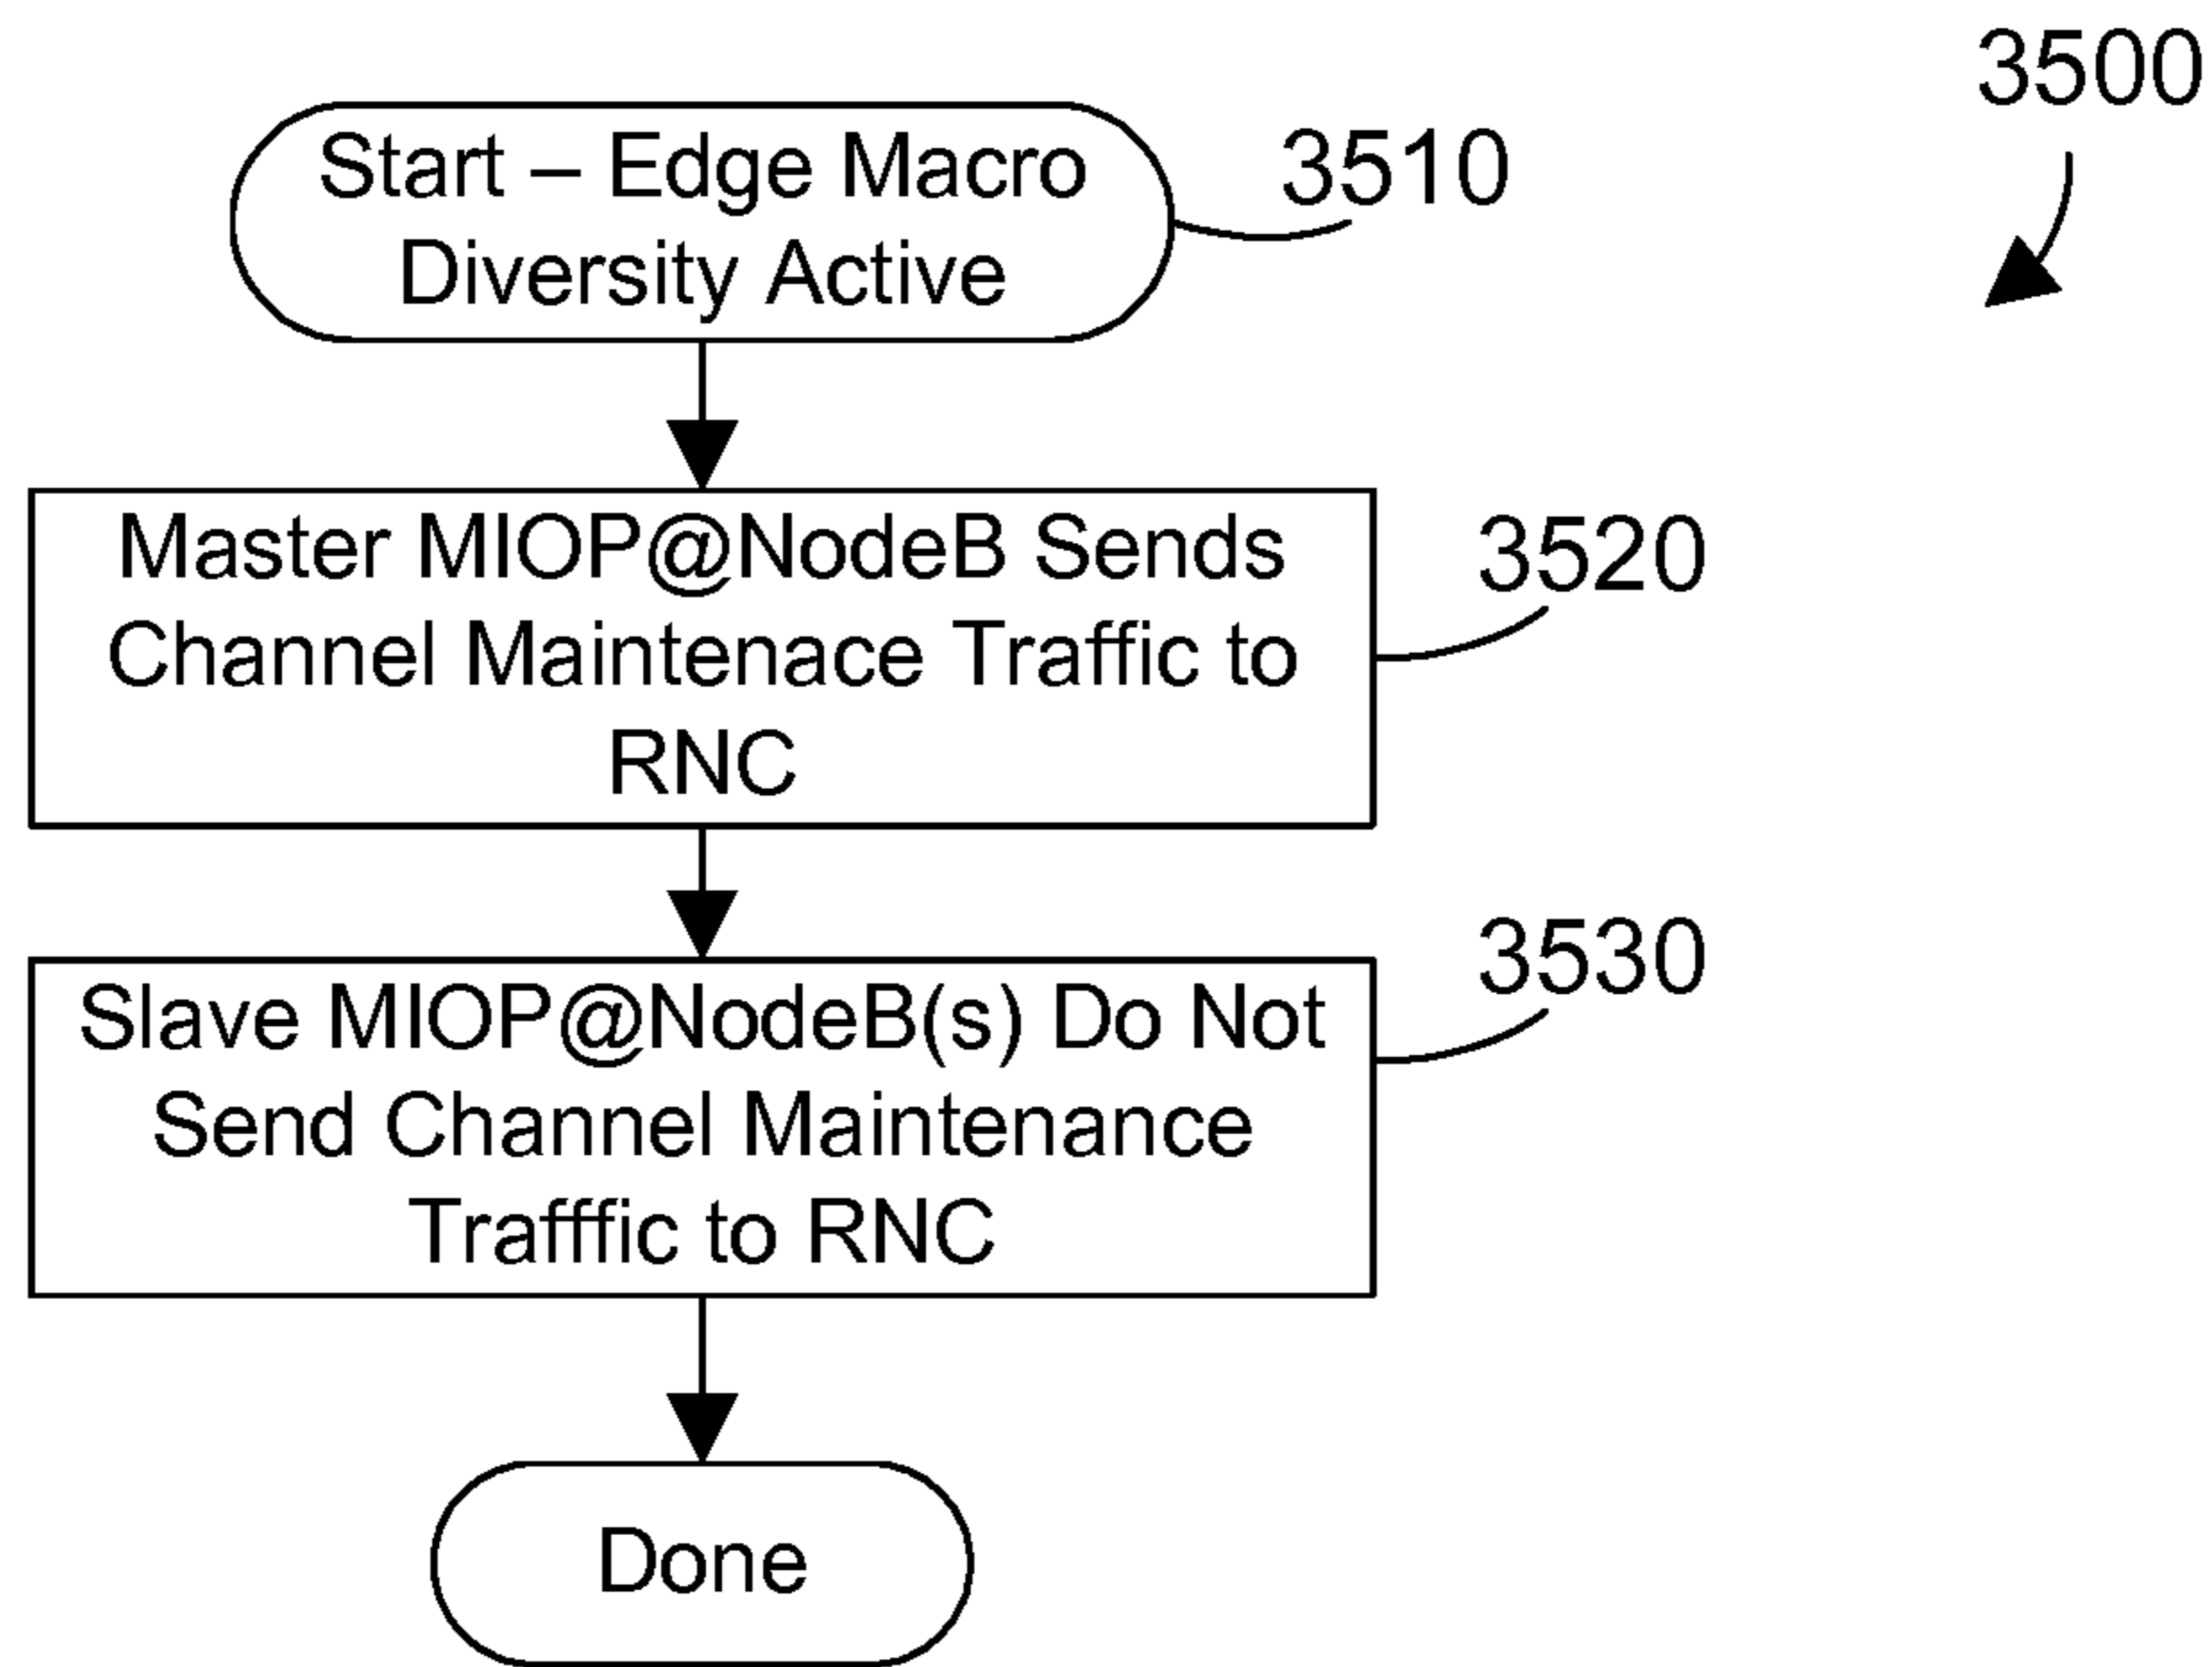 3500
Start – Edge Macro
Diversity Active
3510
Master MIOP@NodeB Sends
Channel Maintenace Traffic to
RNC
3520
Slave MIOP@NodeB(s) Do Not
Send Channel Maintenance
Traffffic to RNC
3530
Done